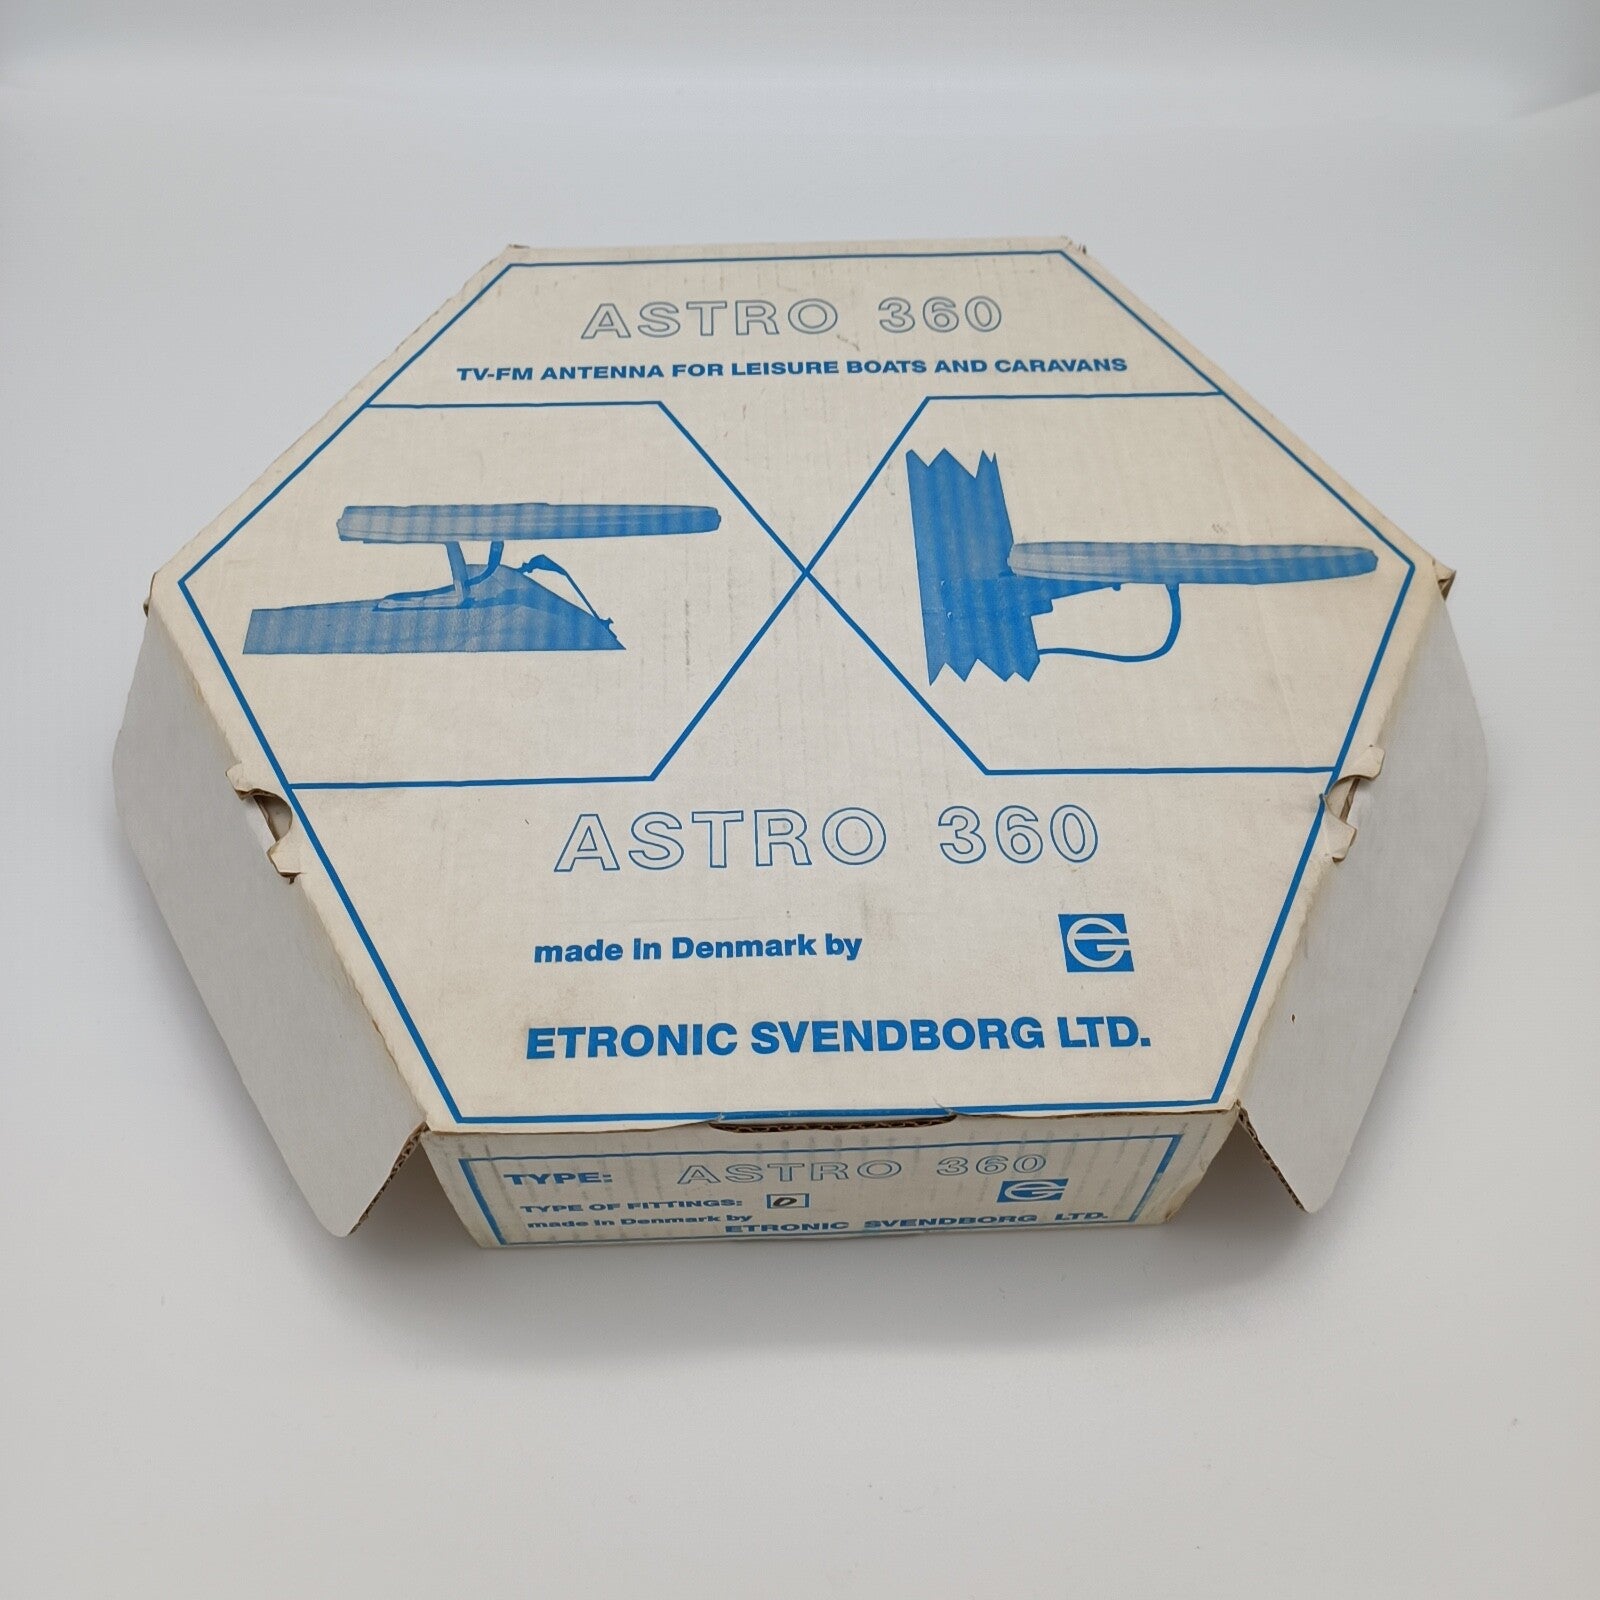 ASTRO 360
TV-FM ANTENNA FOR LEISURE BOATS AND CARAVANS
ASTRO 360
made in Denmark by
ETRONIC SVENDBORG LTD.
TYPE: ASTRO 360
TYPE OF FITTINGS: D
made in Denmark by
ETRONIC SVENDBORG LTD.